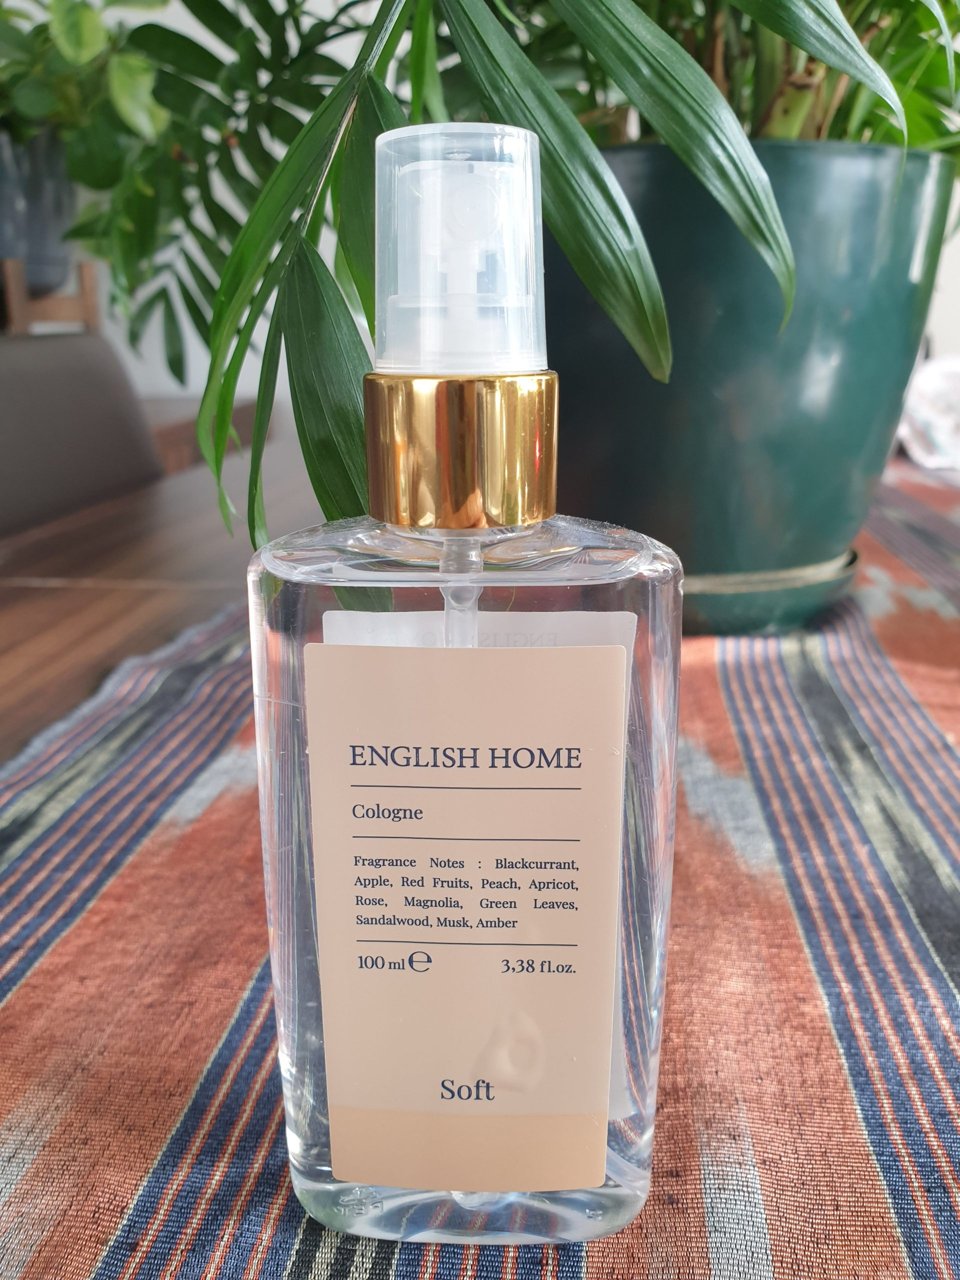 ENGLISH HOME
Cologne
Fragrance Notes : Blackcurrant,
Apple, Red Fruits, Peach, Apricot,
Rose, Magnolia, Green Leaves,
Sandalwood, Musk, Amber
100 ml ℮ 3,38 fl.oz.
Soft